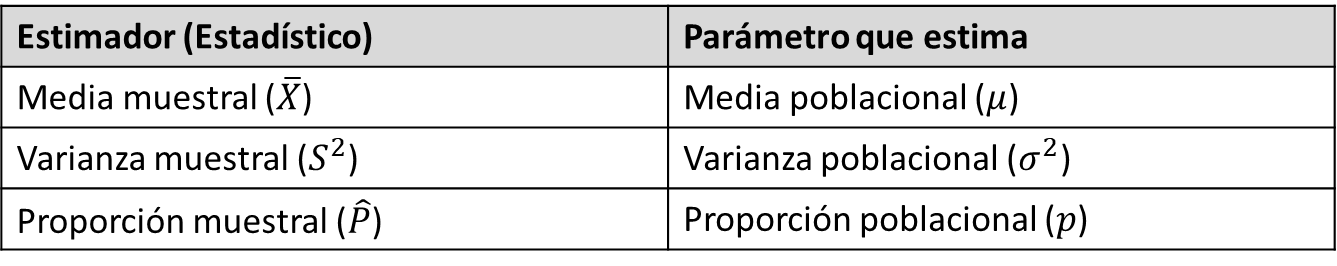 Estimador (Estadístico) Parámetro que estima
Media muestral (X̄) Media poblacional (μ)
Varianza muestral (S²) Varianza poblacional (σ²)
Proporción muestral (P̂) Proporción poblacional (p)